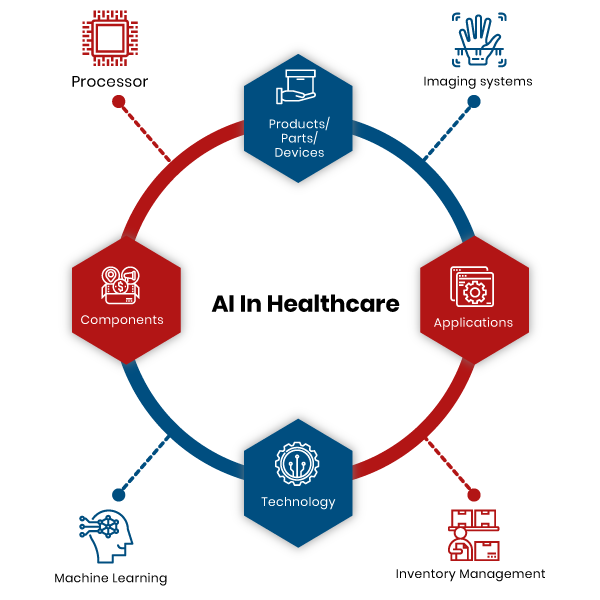 Processor
Imaging systems
Products/
Parts/
Devices
AI In Healthcare
Components
Applications
Technology
Machine Learning
Inventory Management